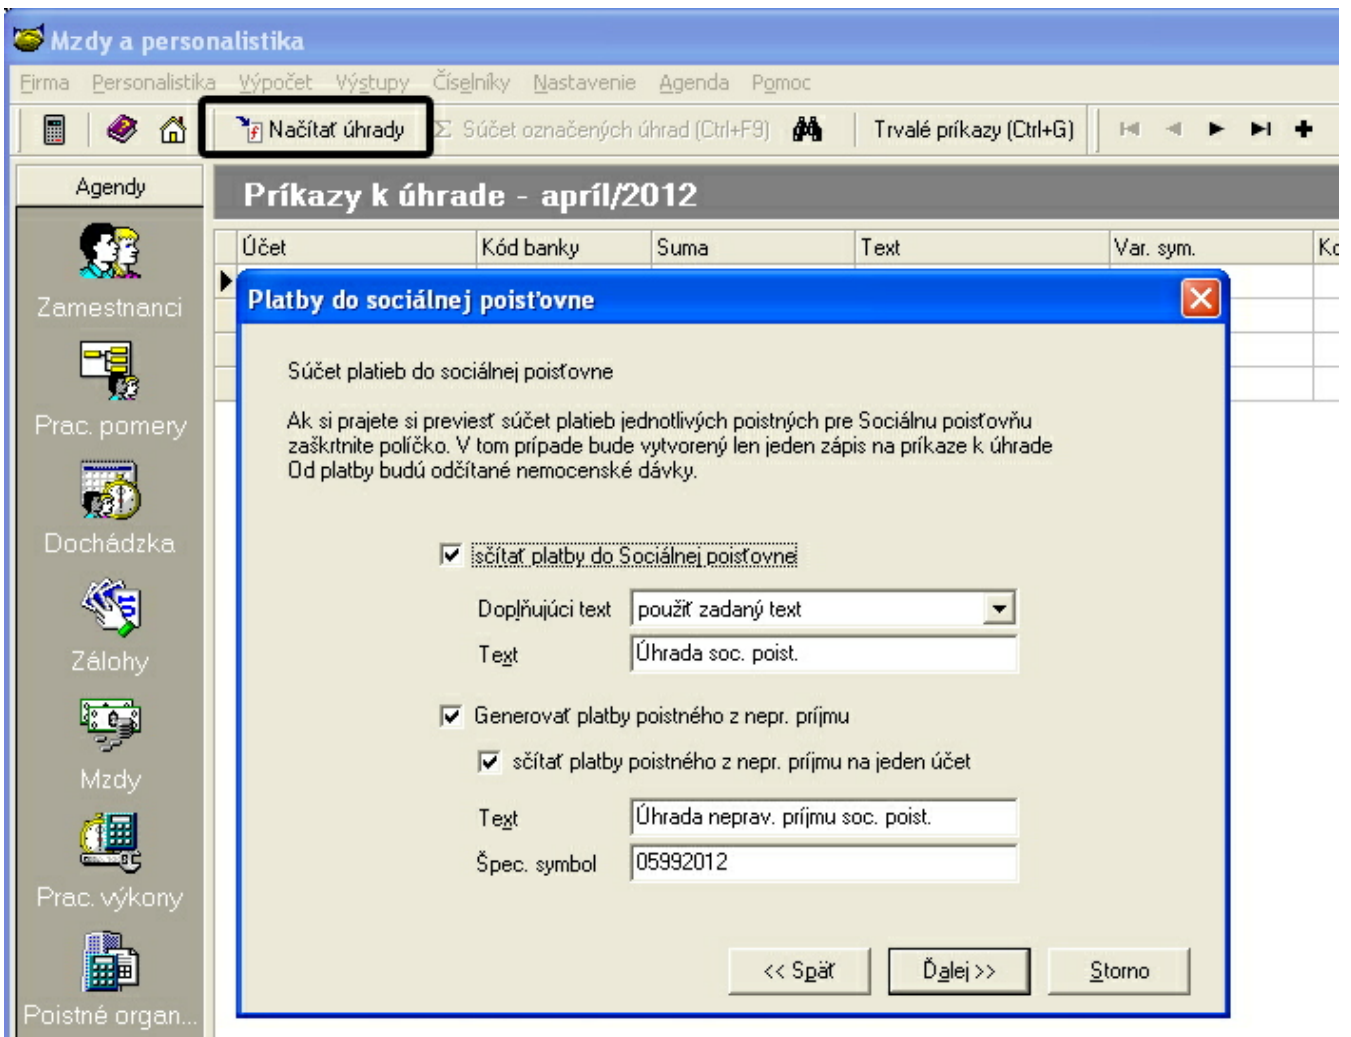 Mzdy a personalistika
Firma Personalistika Výpočet Výstupy Číselníky Nastavenie Agenda Pomoc
Načítať úhrady Σ Súčet označených úhrad (Ctrl+F9) Trvalé príkazy (Ctrl+G)
Agendy
Príkazy k úhrade - apríl/2012
Účet Kód banky Suma Text Var. sym.
Zamestnanci
Prac. pomery
Dochádzka
Zálohy
Mzdy
Prac. výkony
Poistné organ...
Platby do sociálnej poisťovne
Súčet platieb do sociálnej poisťovne
Ak si prajete si previesť súčet platieb jednotlivých poistných pre Sociálnu poisťovňu
zaškrtnite políčko. V tom prípade bude vytvorený len jeden zápis na príkaze k úhrade
Od platby budú odčítané nemocenské dávky.
sčítať platby do Sociálnej poisťovne
Doplňujúci text použiť zadaný text
Text Úhrada soc. poist.
Generovať platby poistného z nepr. príjmu
sčítať platby poistného z nepr. príjmu na jeden účet
Text Úhrada neprav. príjmu soc. poist.
Špec. symbol 05992012
<< Späť Ďalej >> Storno